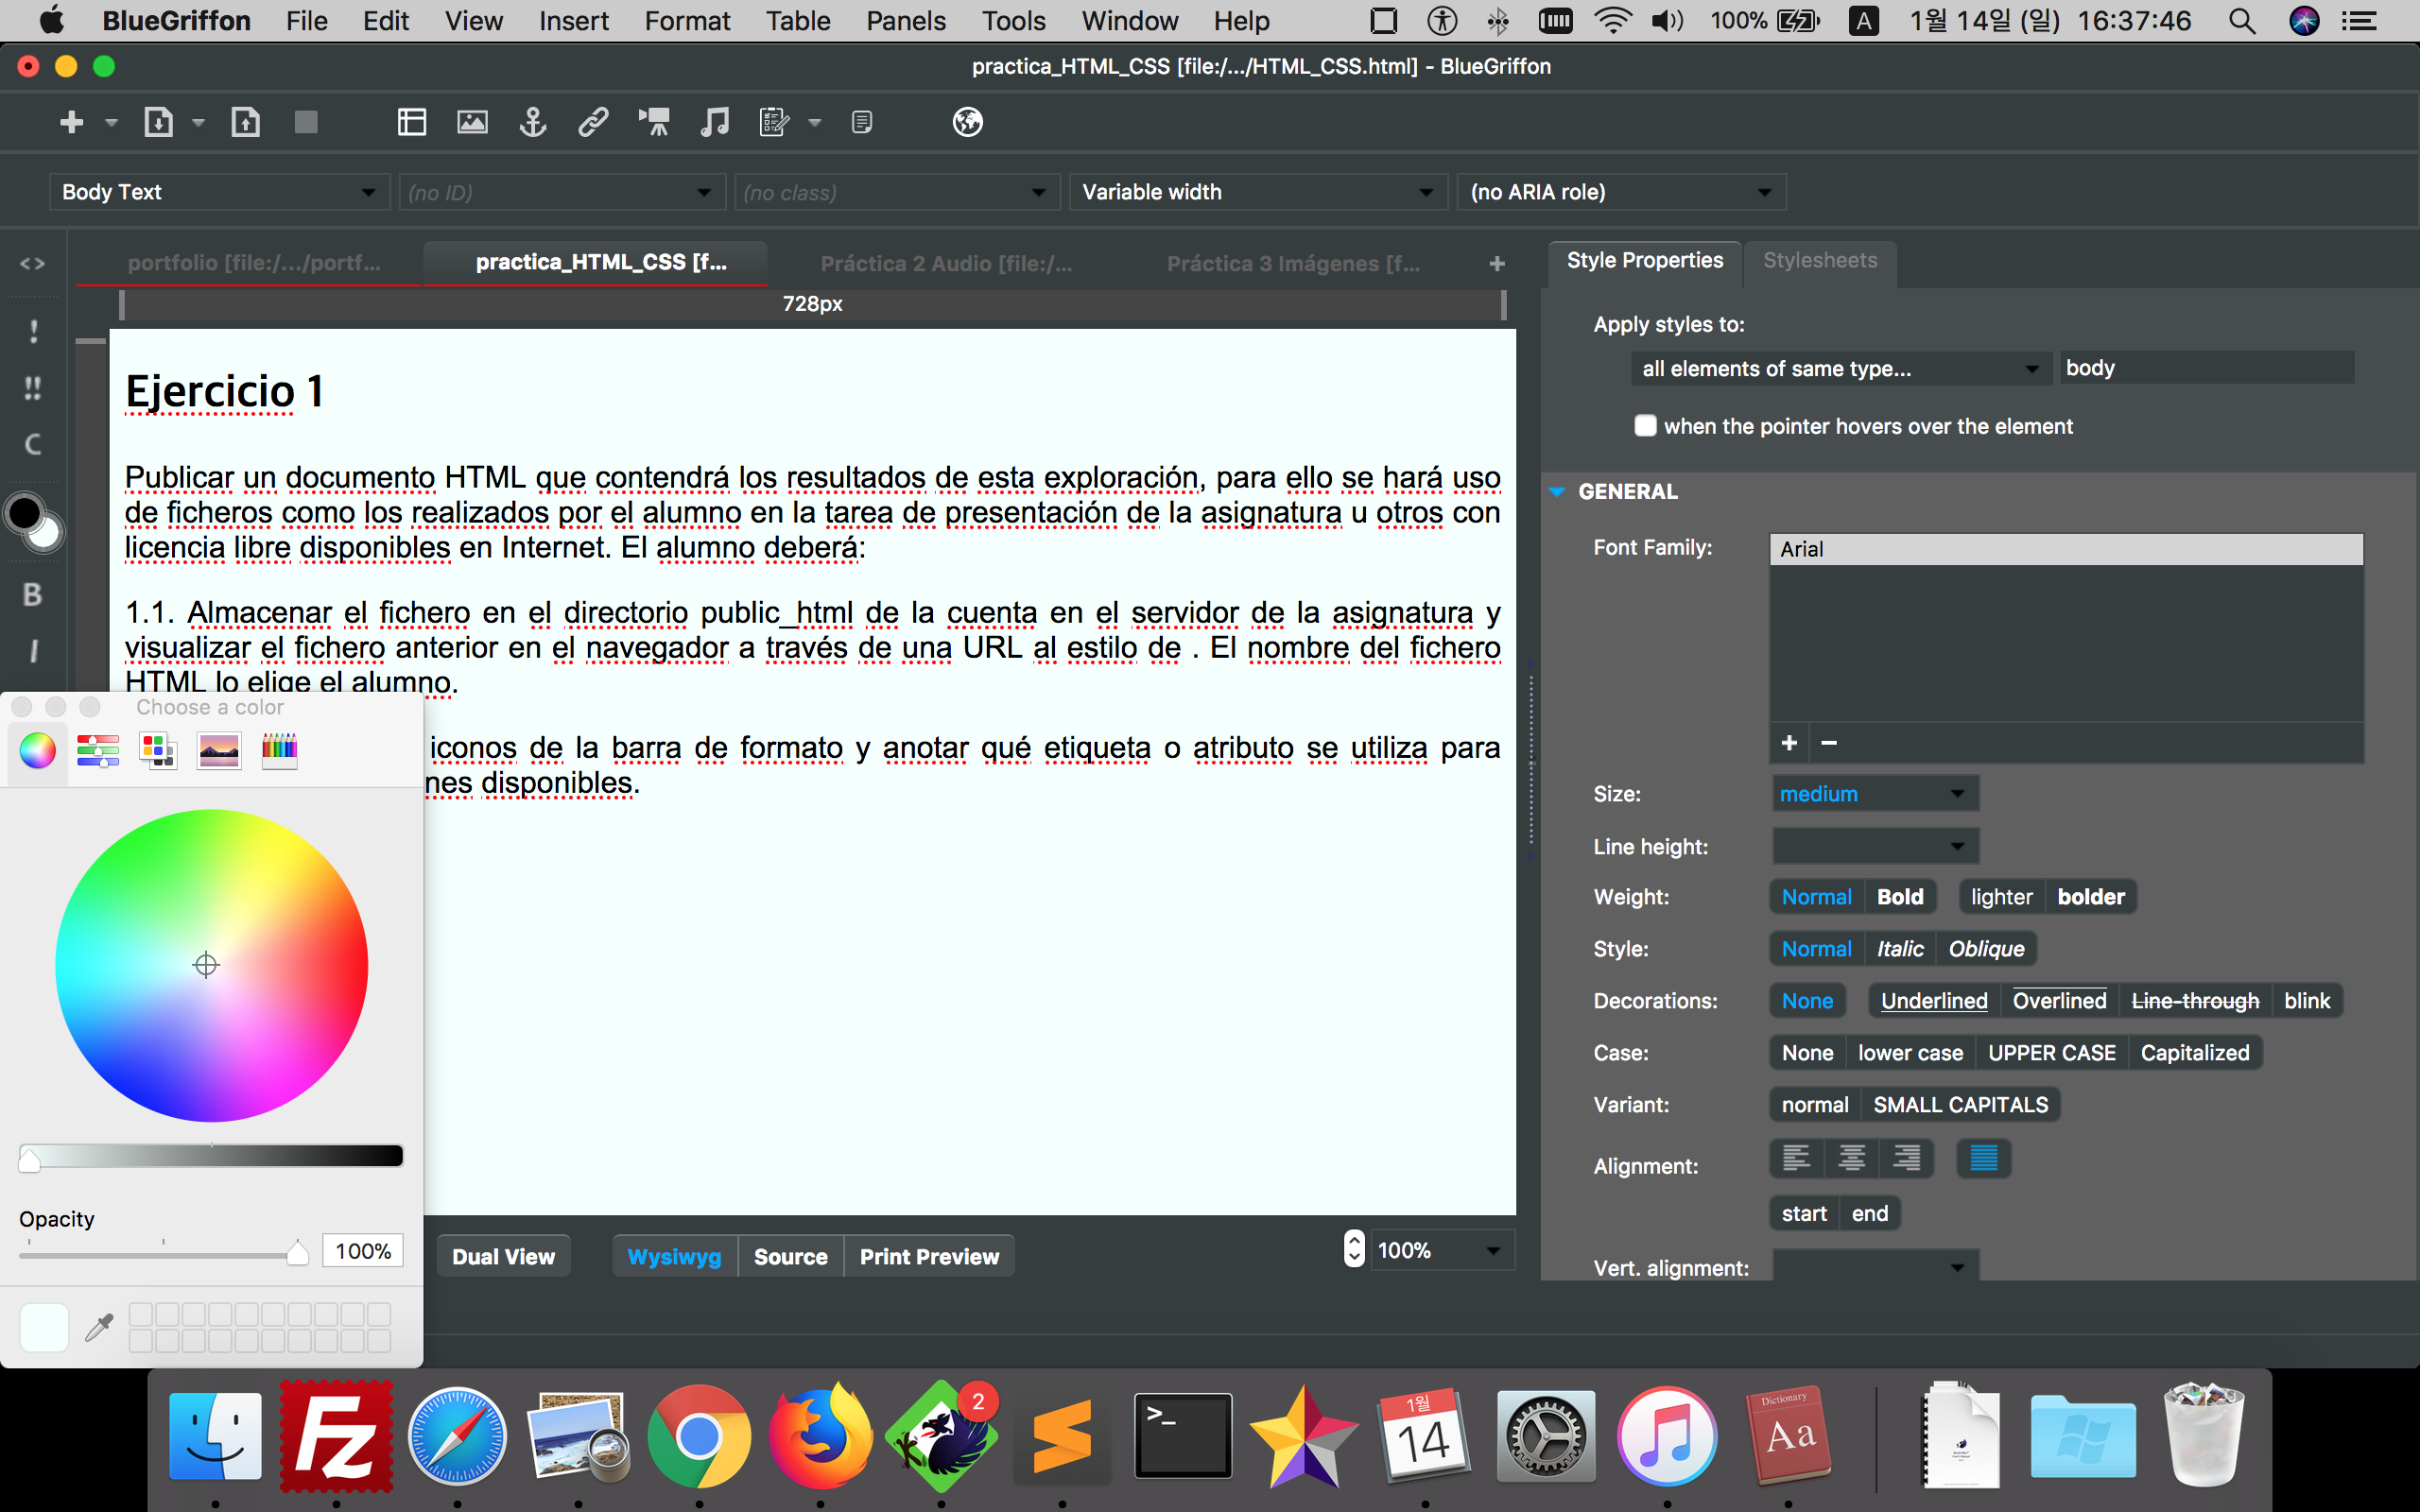 BlueGriffon File Edit View Insert Format Table Panels Tools Window Help 100% A 1월 14일 (일) 16:37:46
practica_HTML_CSS [file:/.../HTML_CSS.html] - BlueGriffon
Body Text (no ID) (no class) Variable width (no ARIA role)
portfolio [file:/.../portf... practica_HTML_CSS [f... Práctica 2 Audio [file:/... Práctica 3 Imágenes [f... +
728px
Ejercicio 1
Publicar un documento HTML que contendrá los resultados de esta exploración, para ello se hará uso
de ficheros como los realizados por el alumno en la tarea de presentación de la asignatura u otros con
licencia libre disponibles en Internet. El alumno deberá:
1.1. Almacenar el fichero en el directorio public_html de la cuenta en el servidor de la asignatura y
visualizar el fichero anterior en el navegador a través de una URL al estilo de . El nombre del fichero
HTML lo elige el alumno.
iconos de la barra de formato y anotar qué etiqueta o atributo se utiliza para
nes disponibles.
<>
!
!!
C
B
I
Choose a color
Opacity
100%
Dual View Wysiwyg Source Print Preview 100%
Style Properties Stylesheets
Apply styles to:
all elements of same type... body
when the pointer hovers over the element
GENERAL
Font Family: Arial
+ −
Size: medium
Line height:
Weight: Normal Bold lighter bolder
Style: Normal Italic Oblique
Decorations: None Underlined Overlined Line-through blink
Case: None lower case UPPER CASE Capitalized
Variant: normal SMALL CAPITALS
Alignment:
start end
Vert. alignment:
Fz
2
>_
1월
14
Dictionary
Aa